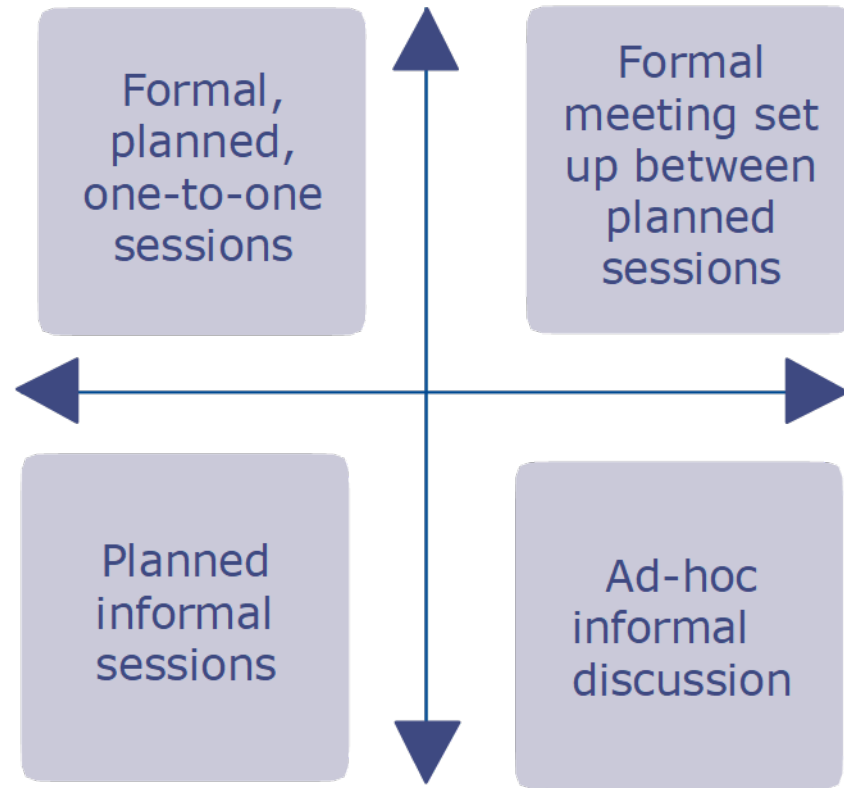 Formal,
planned,
one-to-one
sessions
Formal
meeting set
up between
planned
sessions
Planned
informal
sessions
Ad-hoc
informal
discussion